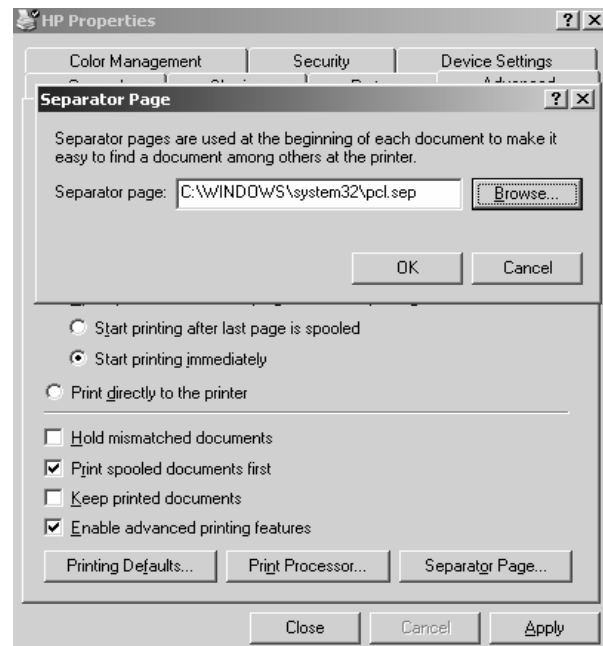 HP Properties
Color Management Security Device Settings
Advanced
Separator Page
Separator pages are used at the beginning of each document to make it
easy to find a document among others at the printer.
Separator page: C:\WINDOWS\system32\pcl.sep Browse...
OK Cancel
Start printing after last page is spooled
Start printing immediately
Print directly to the printer
Hold mismatched documents
Print spooled documents first
Keep printed documents
Enable advanced printing features
Printing Defaults... Print Processor... Separator Page...
Close Cancel Apply